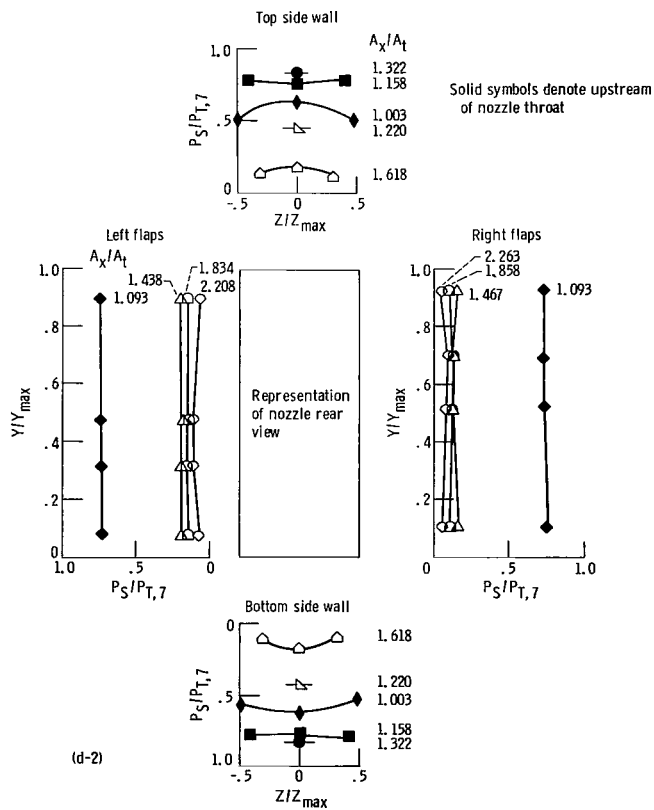 Top side wall
A_x/A_t
1.0
1.322
1.158
1.003
1.220
1.618
.5
0
P_S/P_T,7
-.5 0 .5
Z/Z_max
Solid symbols denote upstream
of nozzle throat
Left flaps
A_x/A_t
1.834
1.438
2.208
1.093
1.0
.8
.6
.4
.2
0
Y/Y_max
1.0 .5 0
P_S/P_T,7
Representation
of nozzle rear
view
Right flaps
2.263
1.858
1.467
1.093
1.0
.8
.6
.4
.2
Y/Y_max
0 .5 1.0
P_S/P_T,7
Bottom side wall
0
.5
1.0
P_S/P_T,7
1.618
1.220
1.003
1.158
1.322
-.5 0 .5
Z/Z_max
(d-2)